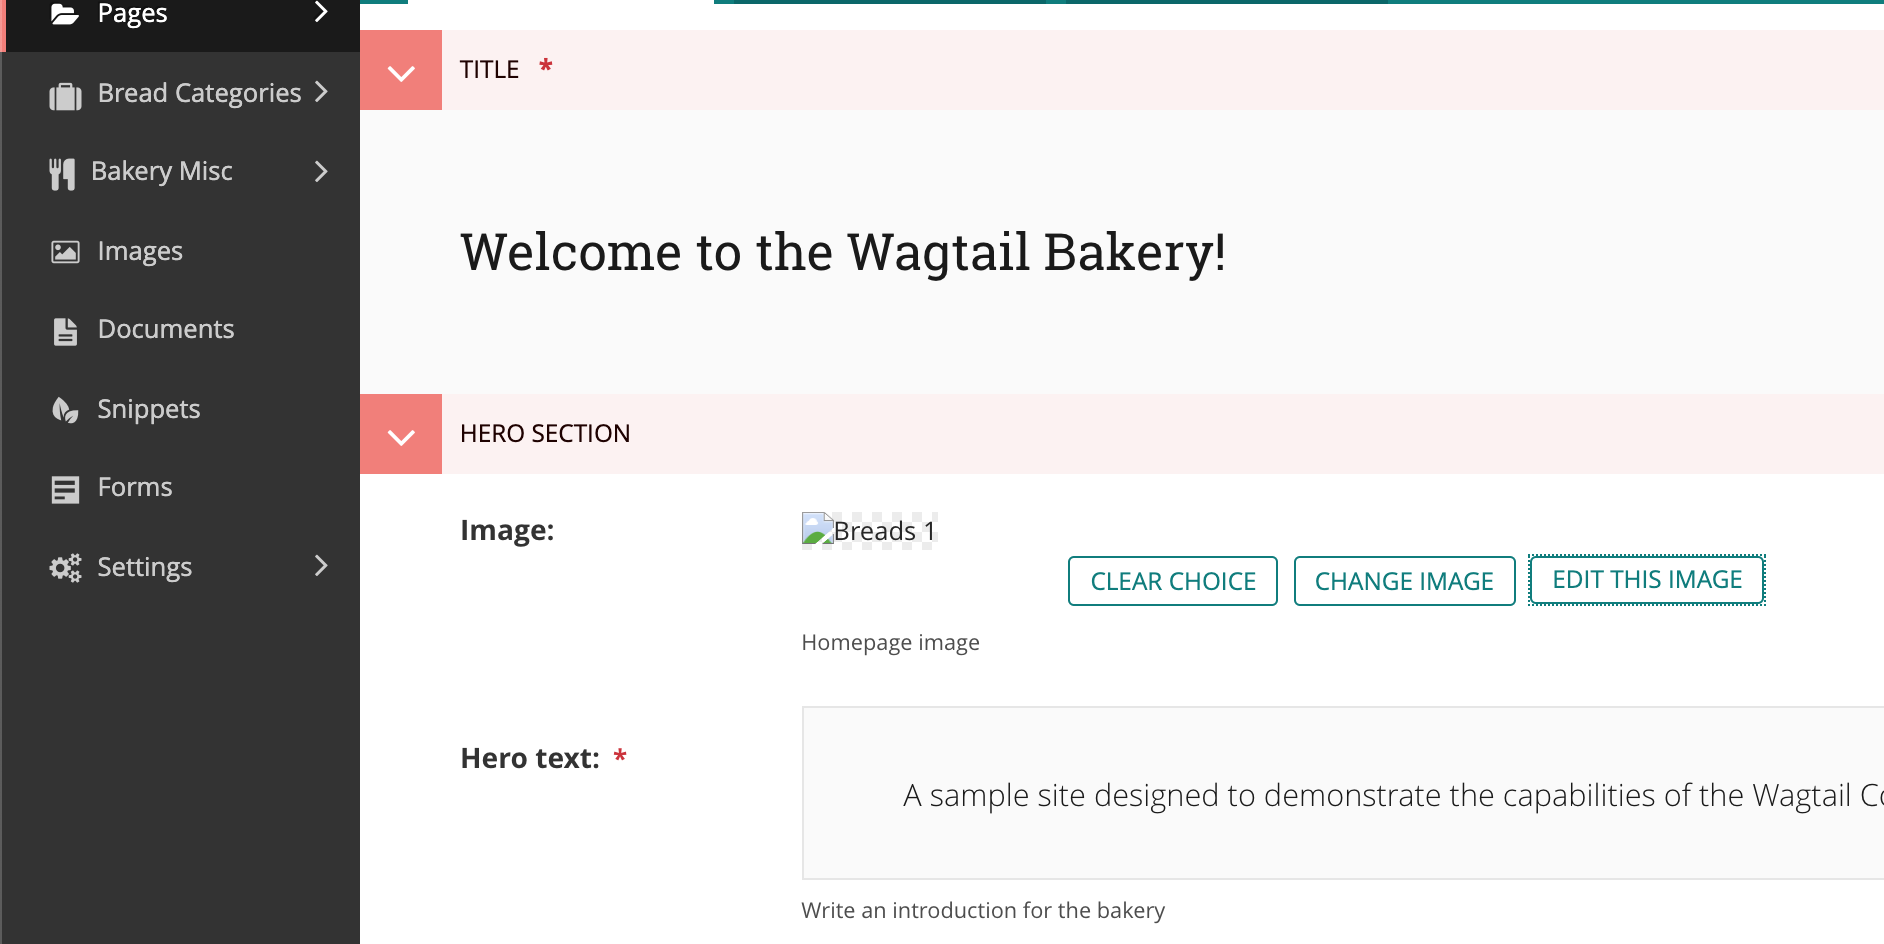 Pages
Bread Categories
Bakery Misc
Images
Documents
Snippets
Forms
Settings
TITLE *
Welcome to the Wagtail Bakery!
HERO SECTION
Image:
Breads 1
CLEAR CHOICE
CHANGE IMAGE
EDIT THIS IMAGE
Homepage image
Hero text: *
A sample site designed to demonstrate the capabilities of the Wagtail
Write an introduction for the bakery